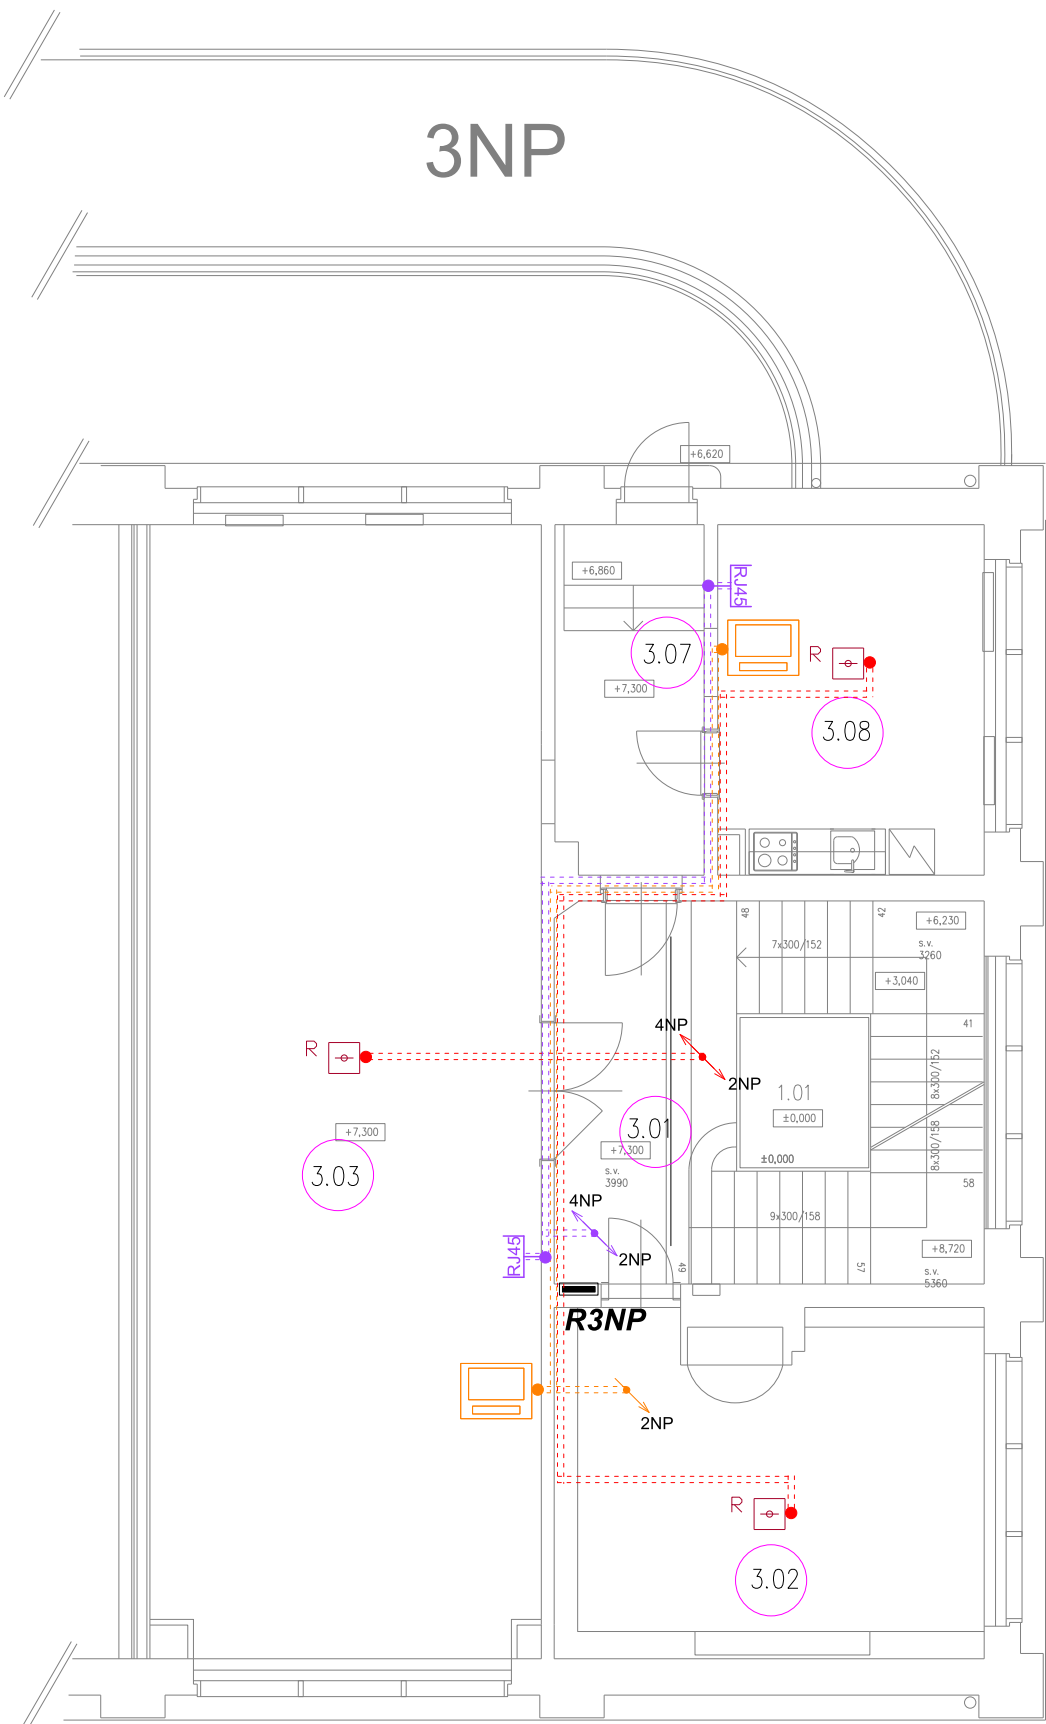 3NP
+6,620
+6,860
RJ45
3.07
R
+7,300
3.08
48
42
+6,230
7x300/152
s.v.
3260
+3,040
4NP
41
R
2NP
8x300/152
1.01
±0,000
+7,300
3.01
+7,300
8x300/158
±0,000
3.03
s.v.
3990
58
4NP
9x300/158
RJ45
2NP
49
57
+8,720
s.v.
5360
R3NP
2NP
R
3.02